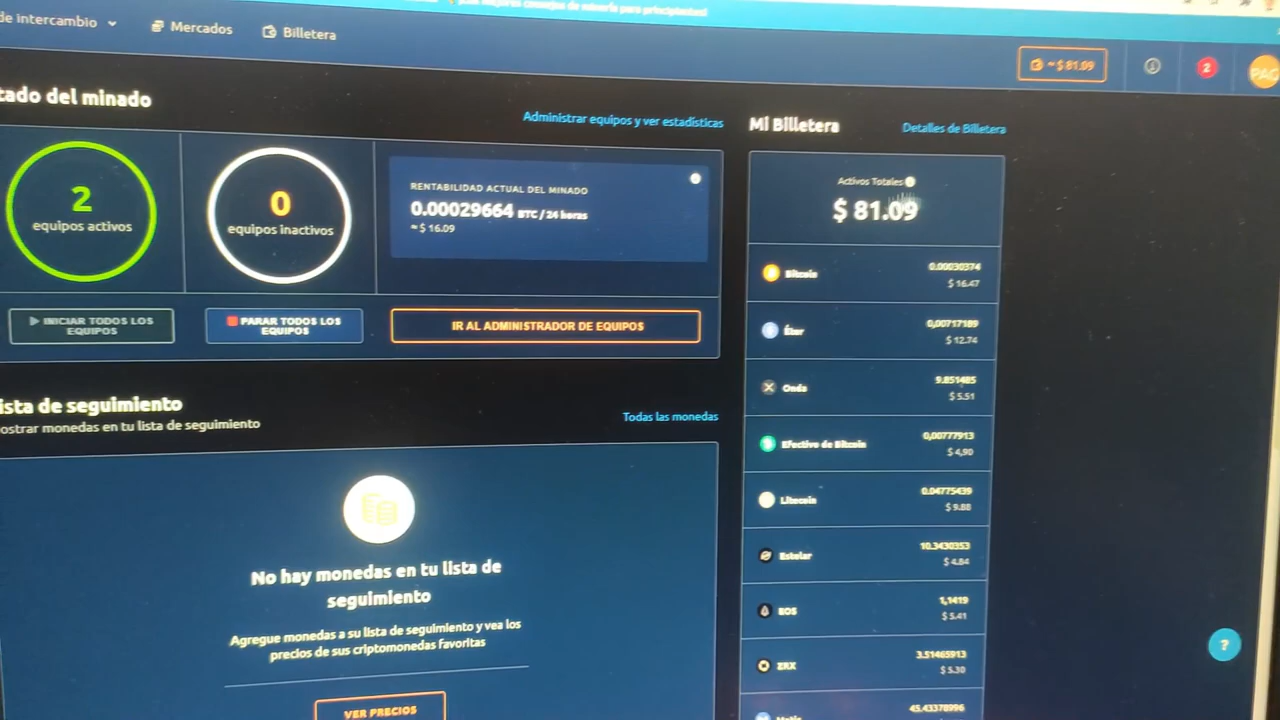 de intercambio
Mercados
Billetera
≈ $ 81.09
2
PAG
tado del minado
Administrar equipos y ver estadísticas
2
equipos activos
0
equipos inactivos
RENTABILIDAD ACTUAL DEL MINADO
0.00029664 BTC / 24 horas
≈ $ 16.09
INICIAR TODOS LOS
EQUIPOS
PARAR TODOS LOS
EQUIPOS
IR AL ADMINISTRADOR DE EQUIPOS
ista de seguimiento
ostrar monedas en tu lista de seguimiento
Todas las monedas
No hay monedas en tu lista de
seguimiento
Agregue monedas a su lista de seguimiento y vea los
precios de sus criptomonedas favoritas
VER PRECIOS
Mi Billetera
Detalles de Billetera
Activos Totales
$ 81.09
Bitcoin
0.00030374
$ 16.47
Éter
0,00717189
$ 12.74
Onda
9.851485
$ 5.51
Efectivo de Bitcoin
0,00777913
$ 4,90
Litecoin
0.04775439
$ 9.88
Estelar
10.3430353
$ 4.84
EOS
1,1419
$ 5.41
ZRX
3.51465913
$ 5.30
Matic
45.43378996
?